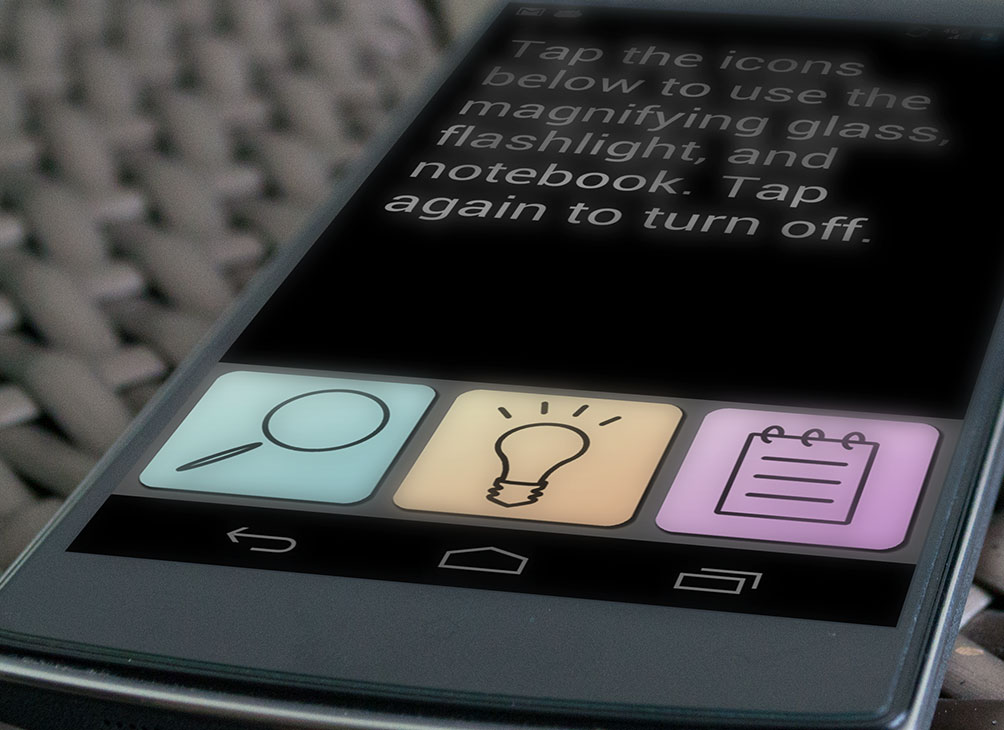 Tap the icons
below to use the
magnifying glass,
flashlight, and
notebook. Tap
again to turn off.